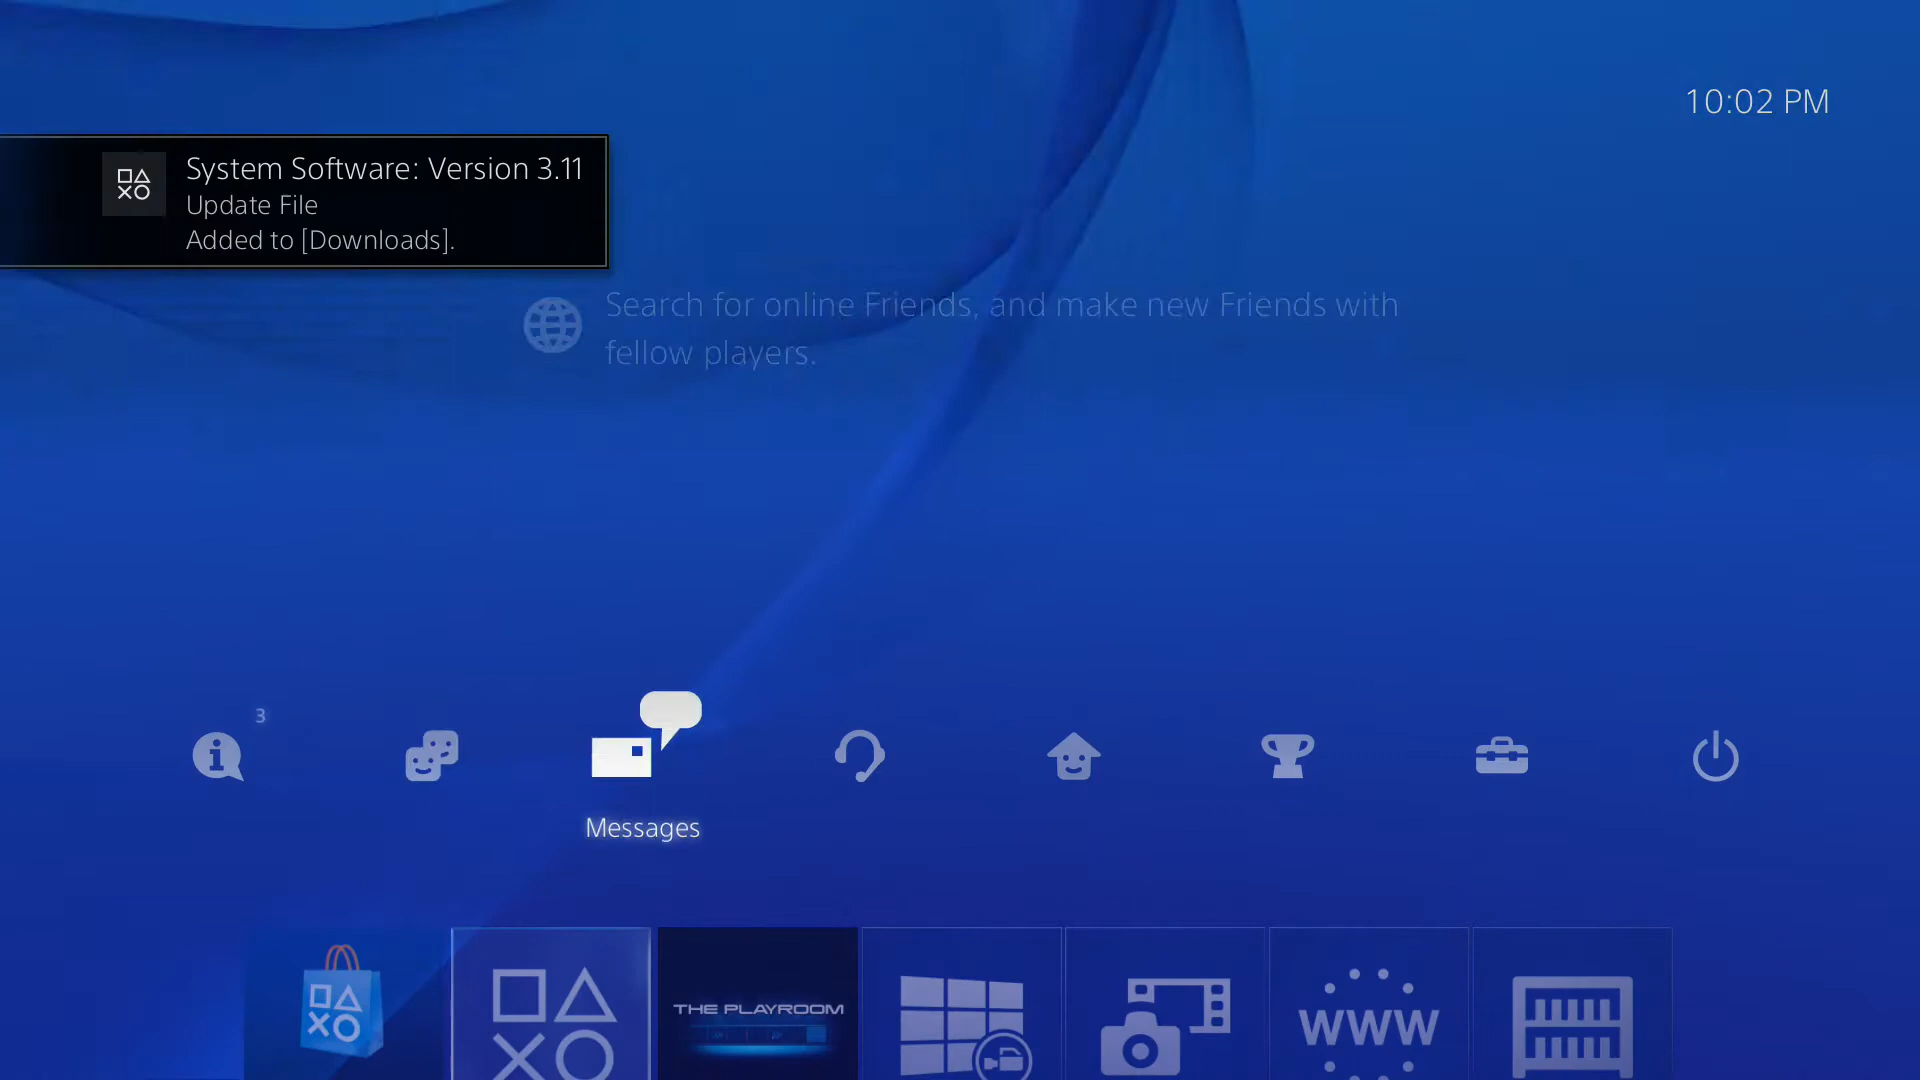 10:02 PM
System Software: Version 3.11
Update File
Added to [Downloads].
Search for online Friends, and make new Friends with
fellow players.
3
Messages
THE PLAYROOM
WWW